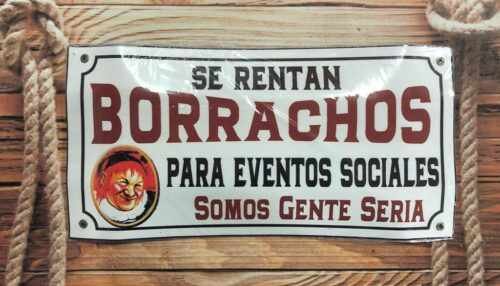 SE RENTAN
BORRACHOS
PARA EVENTOS SOCIALES
SOMOS GENTE SERIA